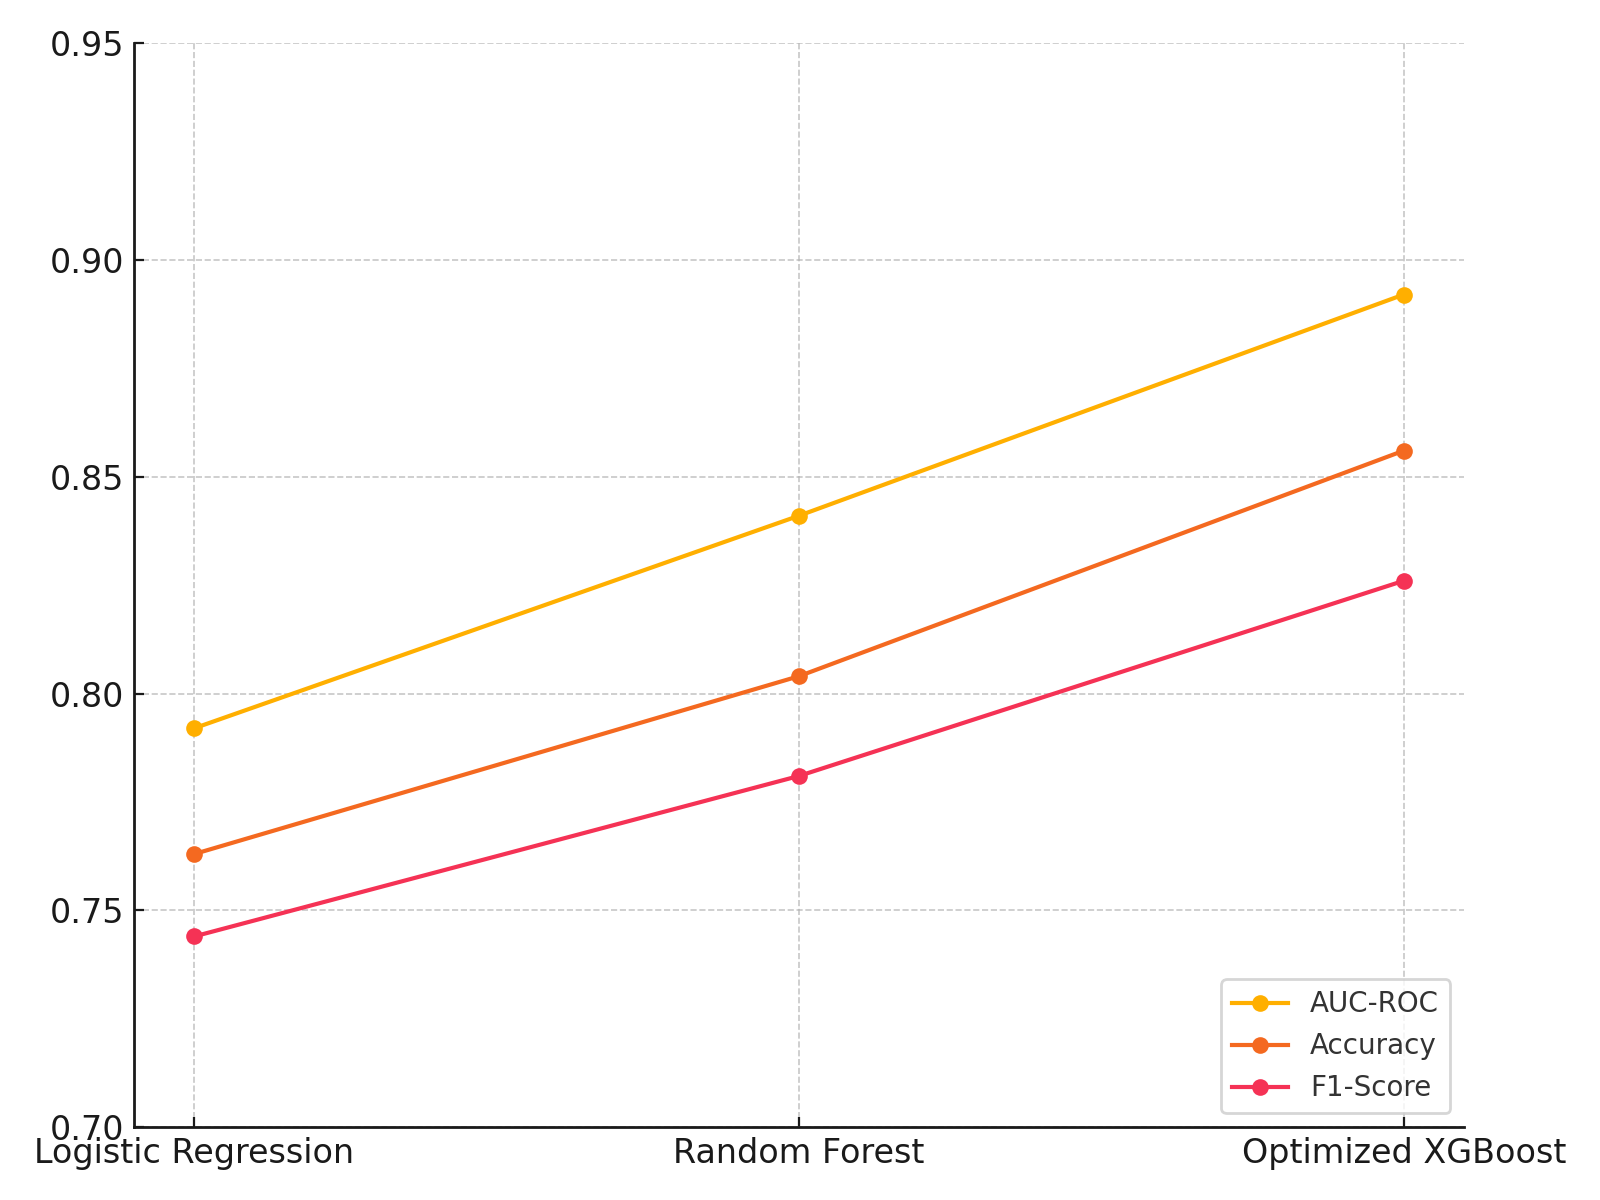 0.95
0.90
0.85
0.80
0.75
0.70
Logistic Regression
Random Forest
Optimized XGBoost
AUC-ROC
Accuracy
F1-Score